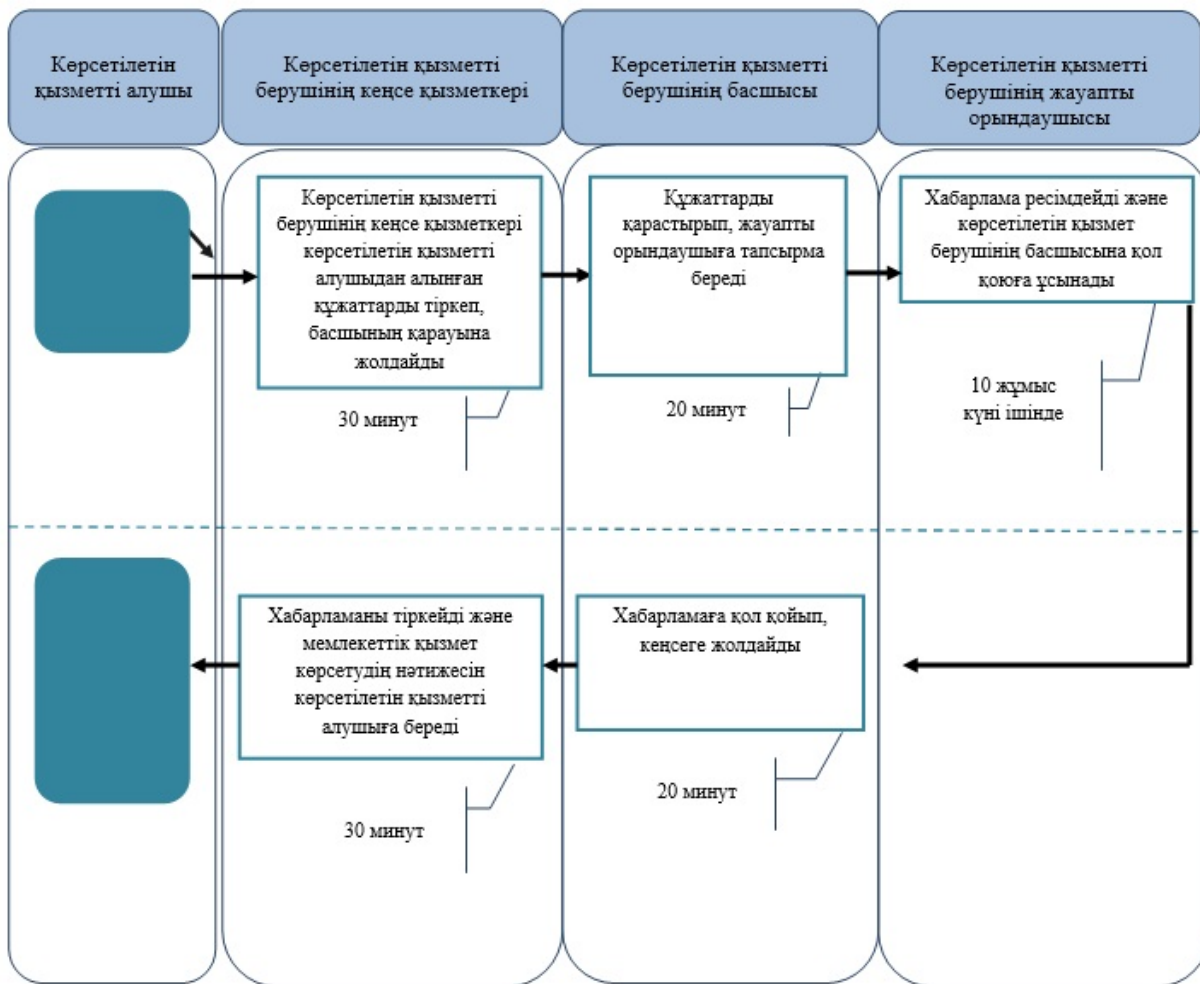 Көрсетілетін
қызметті алушы
Көрсетілетін қызметті
берушінің кеңсе қызметкері
Көрсетілетін қызметті
берушінің басшысы
Көрсетілетін қызметті
берушінің жауапты
орындаушысы
Көрсетілетін қызметті
берушінің кеңсе қызметкері
көрсетілетін қызметті
алушыдан алынған
құжаттарды тіркеп,
басшының қарауына
жолдайды
Құжаттарды
қарастырып, жауапты
орындаушыға тапсырма
береді
Хабарлама ресімдейді және
көрсетілетін қызмет
берушінің басшысына қол
қоюға ұсынады
30 минут
20 минут
10 жұмыс
күні ішінде
Хабарламаны тіркейді және
мемлекеттік қызмет
көрсетудің нәтижесін
көрсетілетін қызметті
алушыға береді
Хабарламаға қол қойып,
кеңсеге жолдайды
30 минут
20 минут